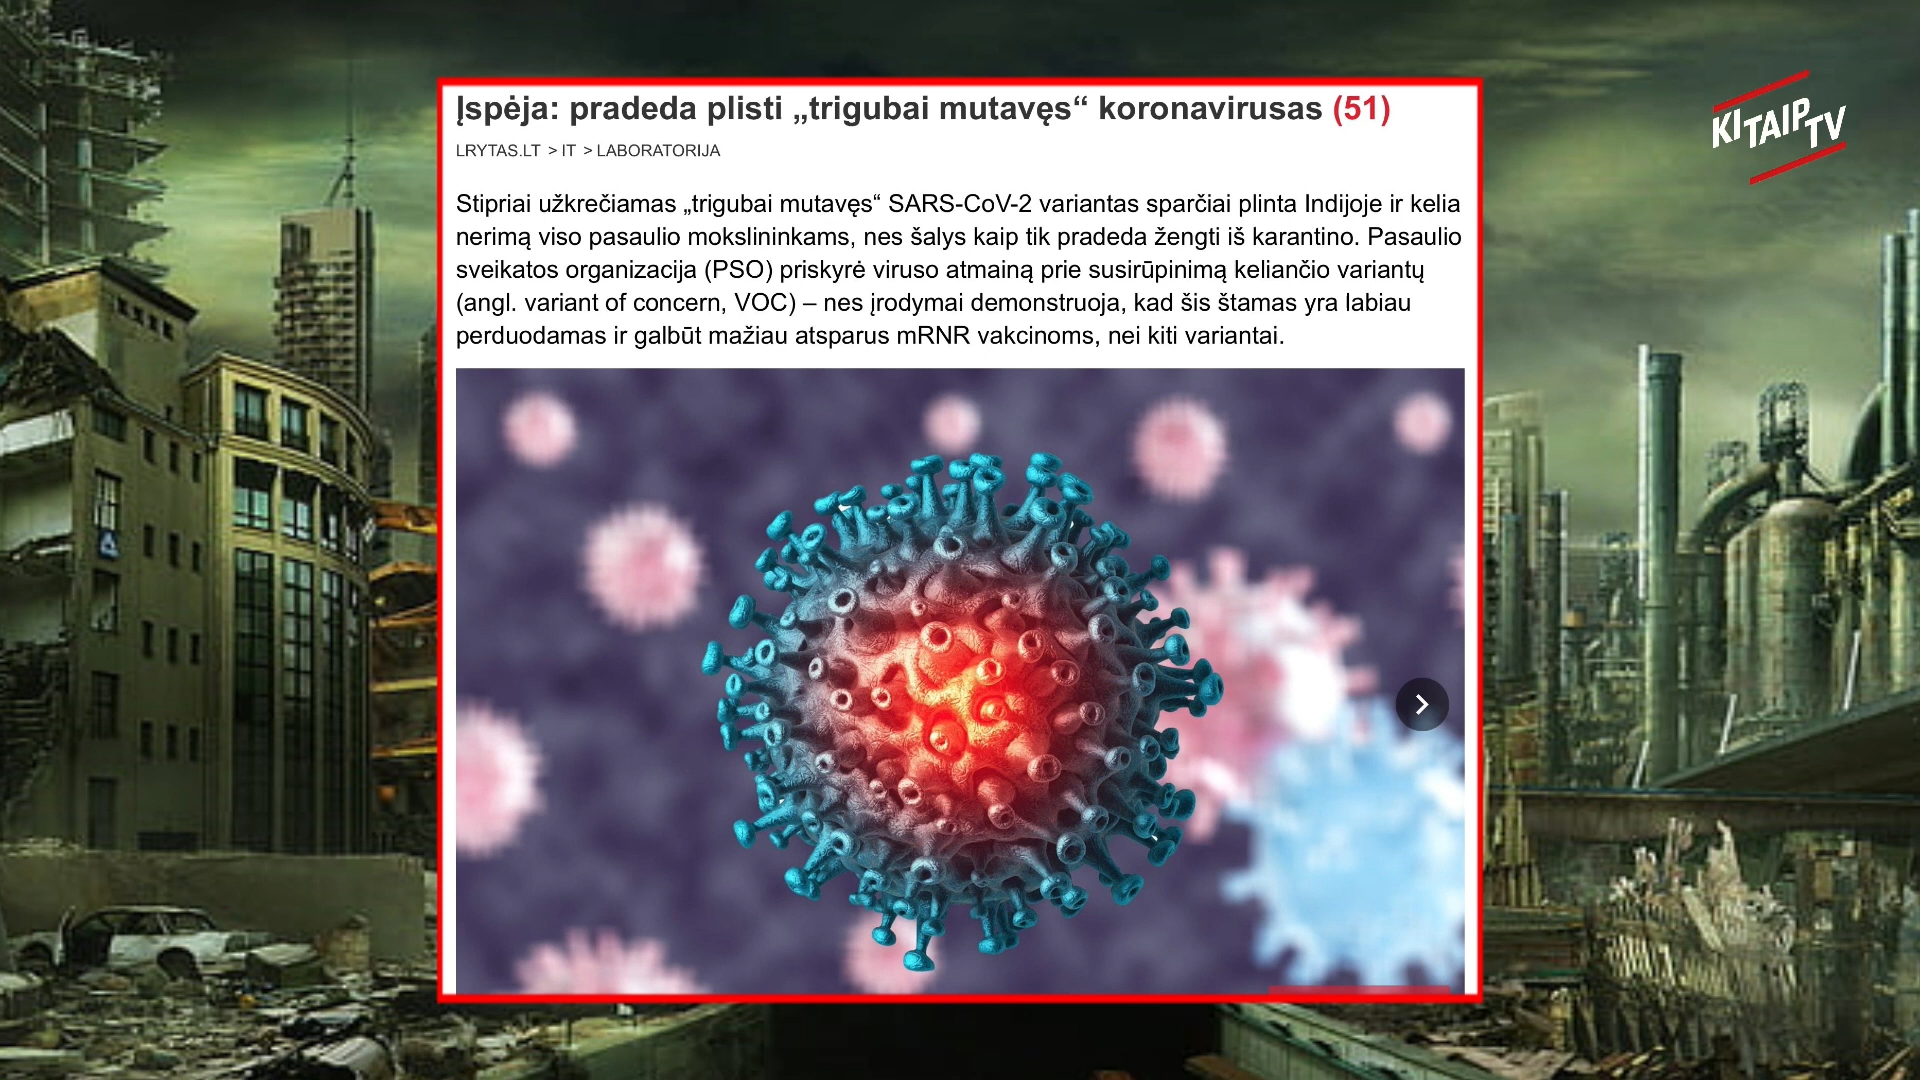 Įspėja: pradeda plisti „trigubai mutavęs“ koronavirusas (51)
LRYTAS.LT > IT > LABORATORIJA
Stipriai užkrečiamas „trigubai mutavęs“ SARS-CoV-2 variantas sparčiai plinta Indijoje ir kelia
nerimą viso pasaulio mokslininkams, nes šalys kaip tik pradeda žengti iš karantino. Pasaulio
sveikatos organizacija (PSO) priskyrė viruso atmainą prie susirūpinimą keliančio variantų
(angl. variant of concern, VOC) – nes įrodymai demonstruoja, kad šis štamas yra labiau
perduodamas ir galbūt mažiau atsparus mRNR vakcinoms, nei kiti variantai.
KITAIP TV